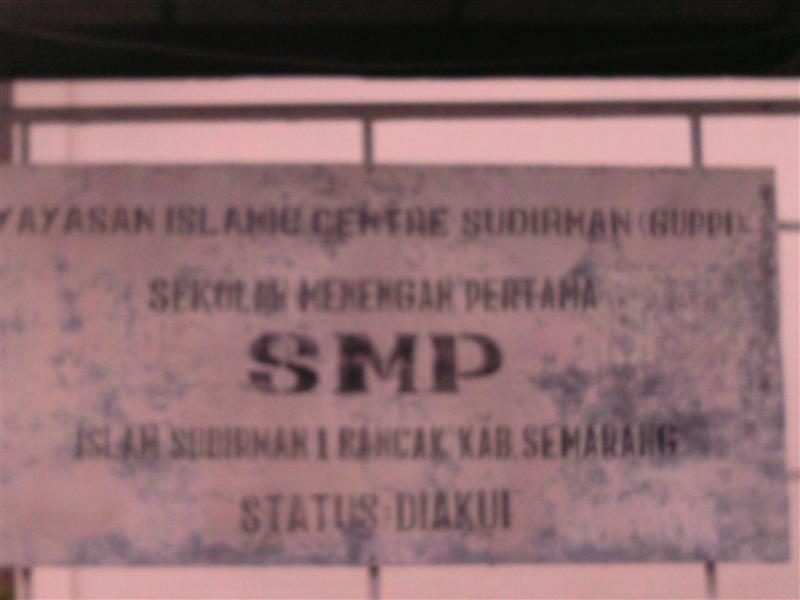 YAYASAN ISLAMIC CENTRE SUDIRMAN (GUPPI)
SEKOLAH MENENGAH PERTAMA
SMP
ISLAM SUDIRMAN 1 BANCAK KAB. SEMARANG
STATUS : DIAKUI